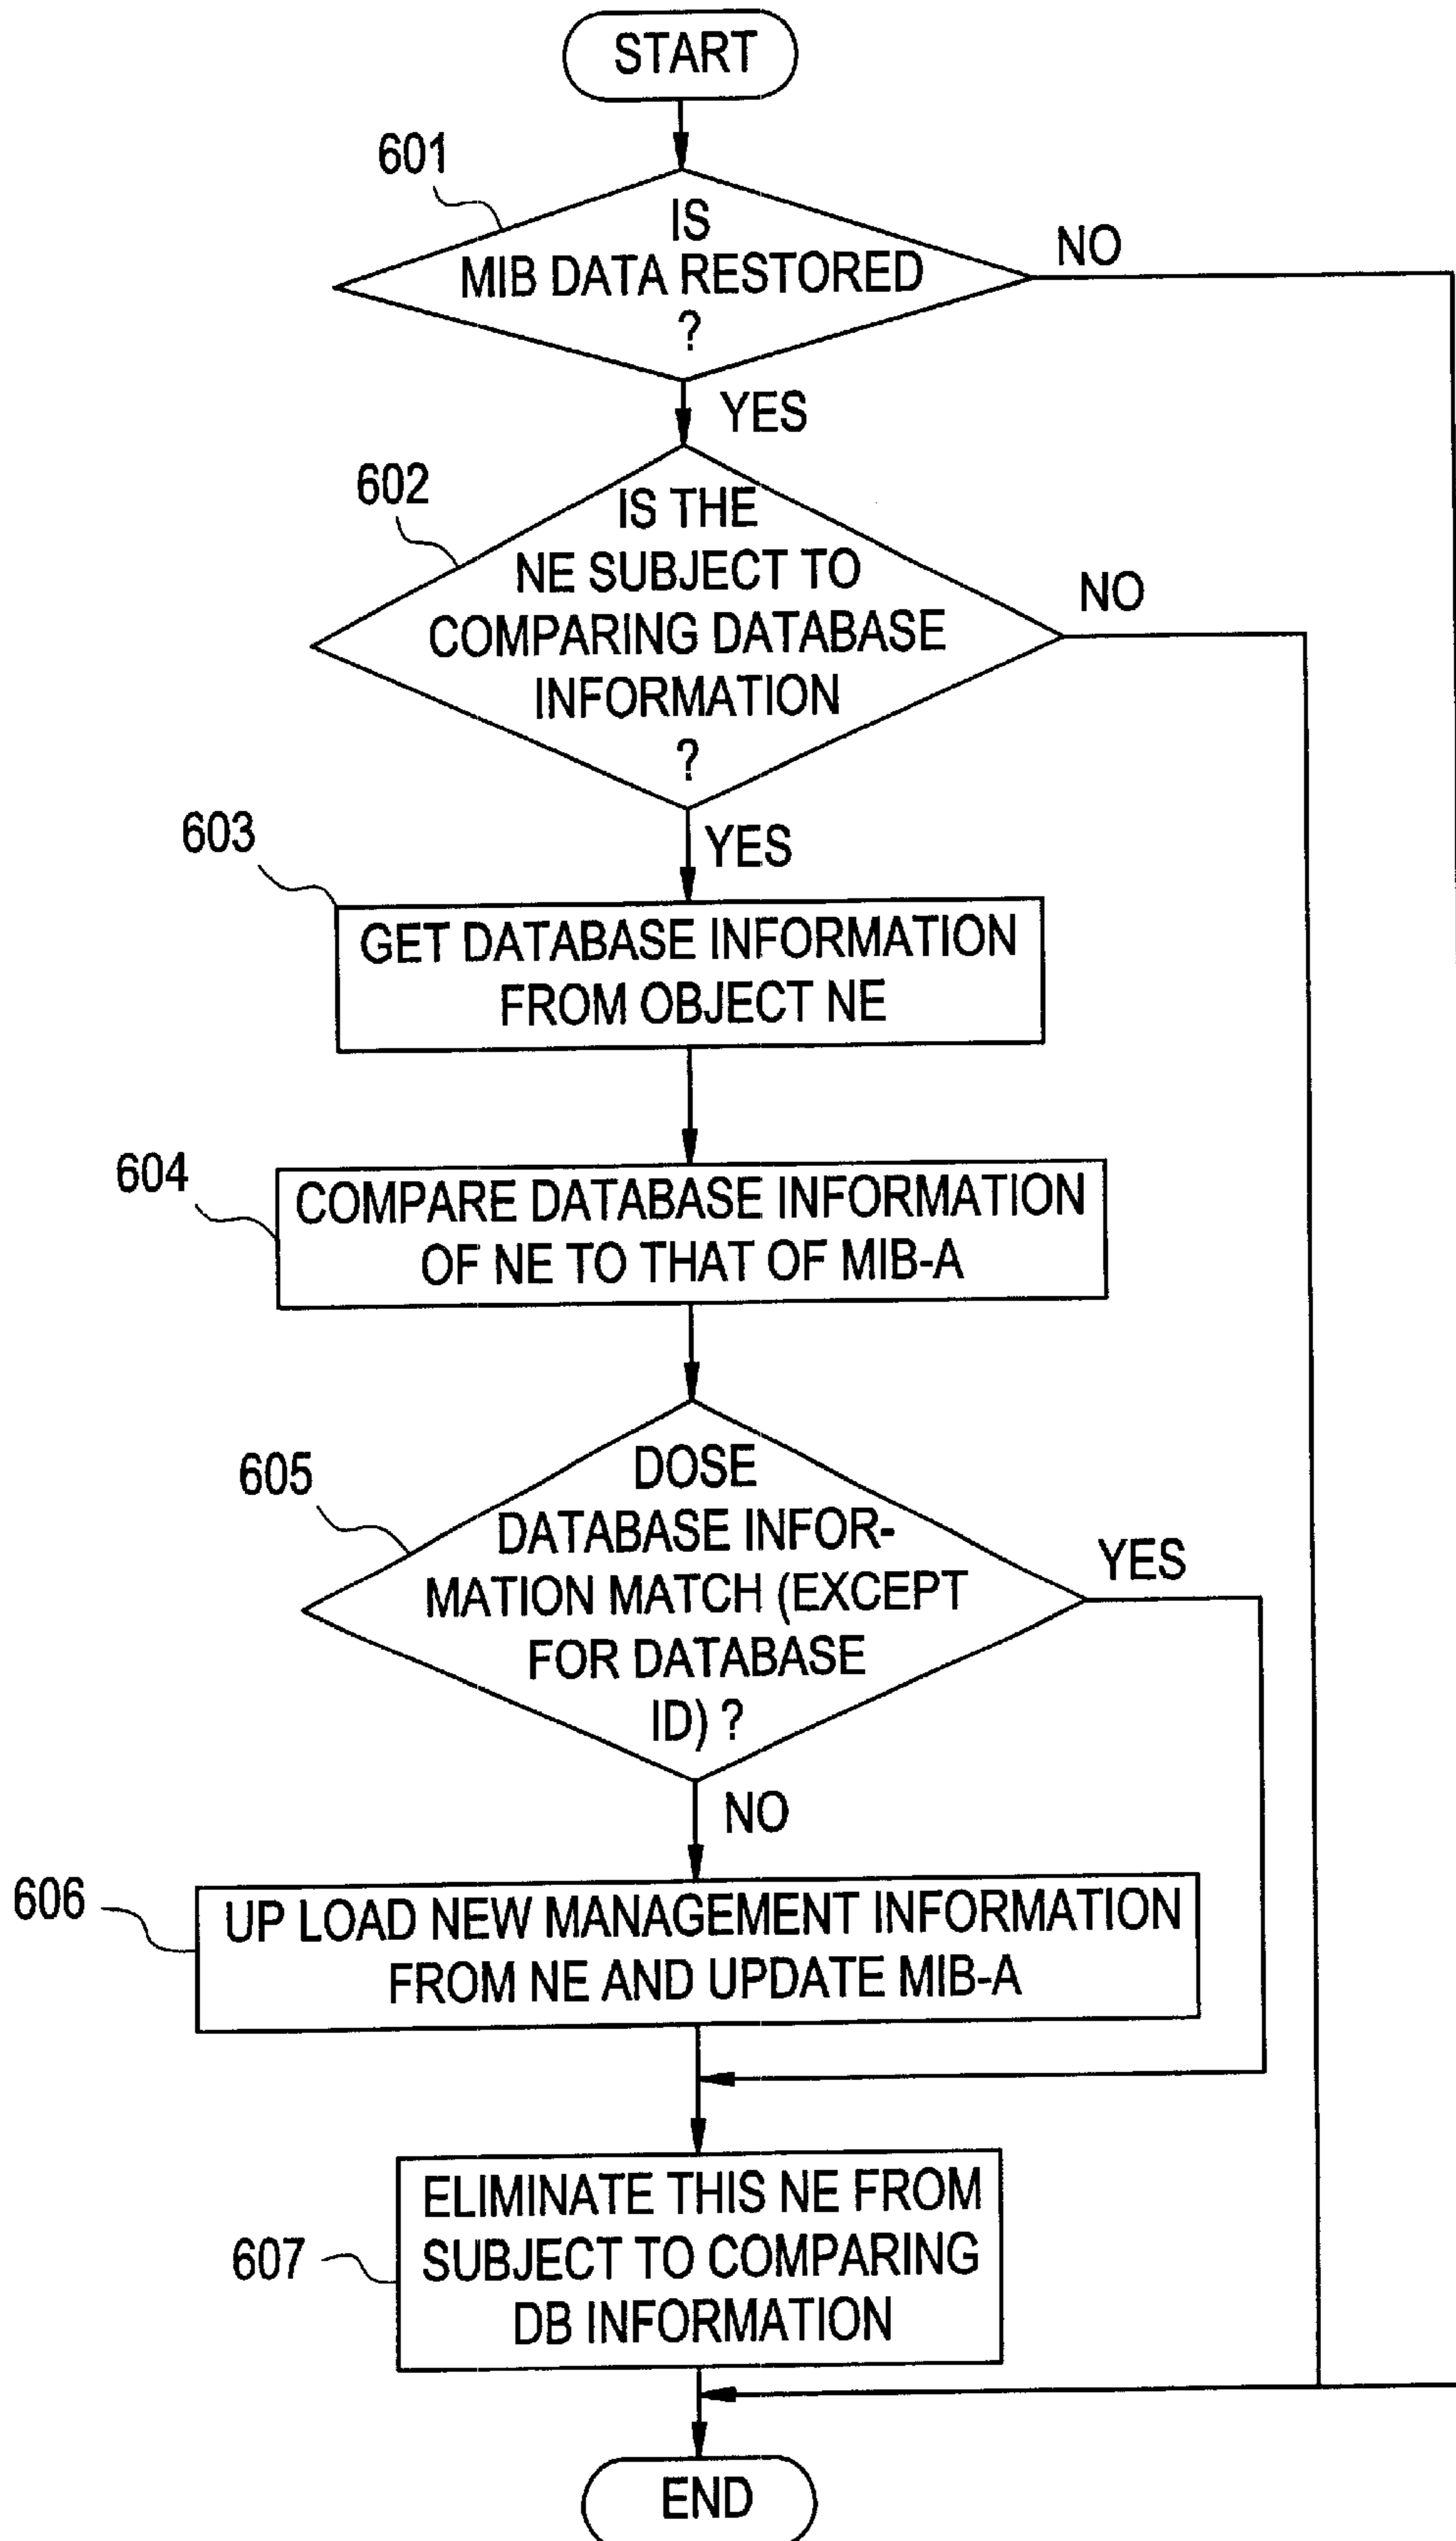 START
601
IS
MIB DATA RESTORED
?
NO
YES
602
IS THE
NE SUBJECT TO
COMPARING DATABASE
INFORMATION
?
NO
YES
603
GET DATABASE INFORMATION
FROM OBJECT NE
604
COMPARE DATABASE INFORMATION
OF NE TO THAT OF MIB-A
605
DOSE
DATABASE INFOR-
MATION MATCH (EXCEPT
FOR DATABASE
ID) ?
YES
NO
606
UP LOAD NEW MANAGEMENT INFORMATION
FROM NE AND UPDATE MIB-A
607
ELIMINATE THIS NE FROM
SUBJECT TO COMPARING
DB INFORMATION
END